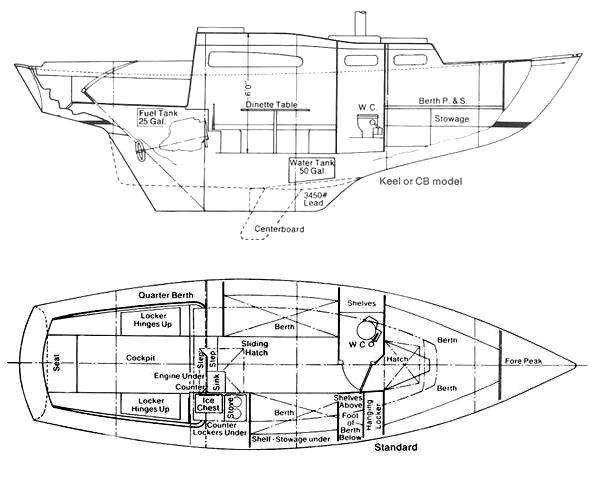 Fuel Tank
25 Gal.
6'0"
Dinette Table
W.C.
Berth P. & S.
Stowage
Water Tank
50 Gal.
Keel or CB model
3450#
Lead
Centerboard
Quarter Berth
Locker
Hinges Up
Shelves
Berth
Sliding
Hatch
W C
Berth
Seat
Cockpit
Step
Step
Hatch
Fore Peak
Engine Under
Counter
Sink
Berth
Locker
Hinges Up
Ice
Chest
Stove
Berth
Shelves
Above
Foot
of
Berth
Below
Hanging
Locker
Counter
Lockers Under
Shelf - Stowage under
Standard